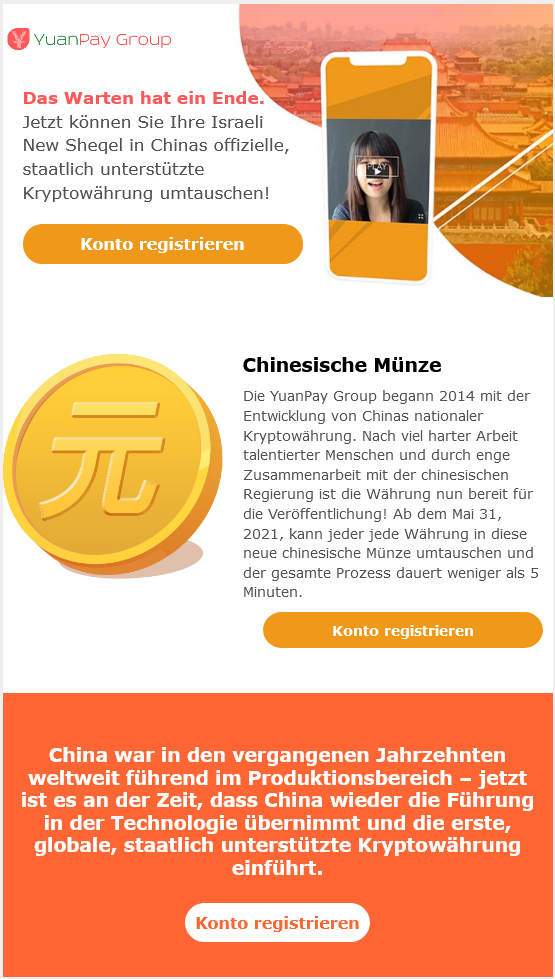 YuanPay Group
Das Warten hat ein Ende.
Jetzt können Sie Ihre Israeli
New Sheqel in Chinas offizielle,
staatlich unterstützte
Kryptowährung umtauschen!
Konto registrieren
PLAY
元
Chinesische Münze
Die YuanPay Group begann 2014 mit der
Entwicklung von Chinas nationaler
Kryptowährung. Nach viel harter Arbeit
talentierter Menschen und durch enge
Zusammenarbeit mit der chinesischen
Regierung ist die Währung nun bereit für
die Veröffentlichung! Ab dem Mai 31,
2021, kann jeder jede Währung in diese
neue chinesische Münze umtauschen und
der gesamte Prozess dauert weniger als 5
Minuten.
Konto registrieren
China war in den vergangenen Jahrzehnten
weltweit führend im Produktionsbereich – jetzt
ist es an der Zeit, dass China wieder die Führung
in der Technologie übernimmt und die erste,
globale, staatlich unterstützte Kryptowährung
einführt.
Konto registrieren